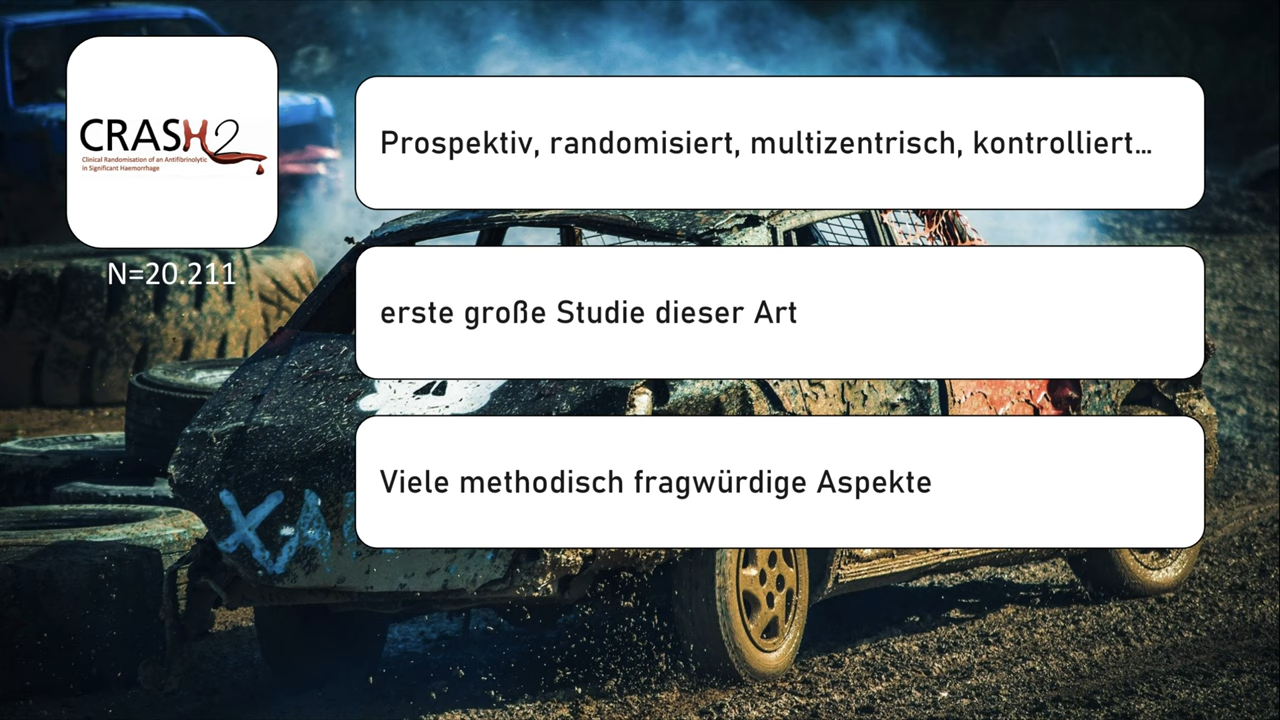 CRASH2
Clinical Randomisation of an Antifibrinolytic
in Significant Haemorrhage
N=20.211
Prospektiv, randomisiert, multizentrisch, kontrolliert...
erste große Studie dieser Art
Viele methodisch fragwürdige Aspekte